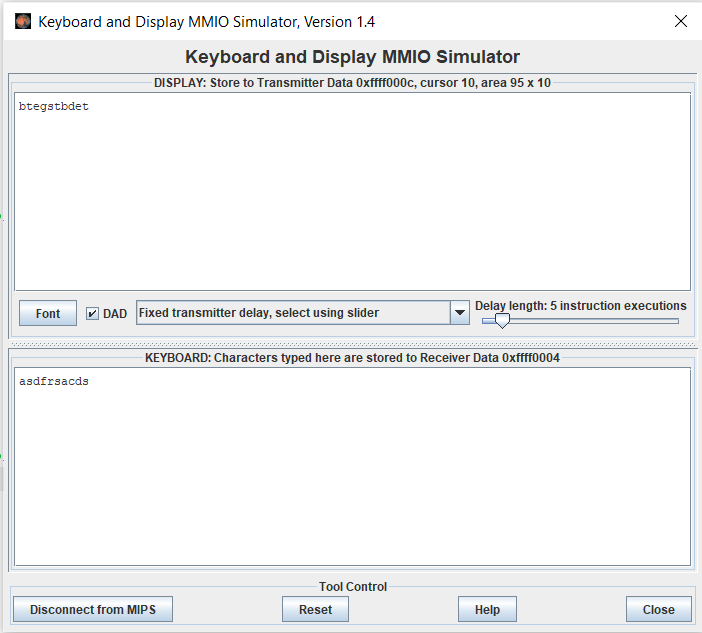 Keyboard and Display MMIO Simulator, Version 1.4
Keyboard and Display MMIO Simulator
DISPLAY: Store to Transmitter Data 0xffff000c, cursor 10, area 95 x 10
btegstbdet
Font
DAD
Fixed transmitter delay, select using slider
Delay length: 5 instruction executions
KEYBOARD: Characters typed here are stored to Receiver Data 0xffff0004
asdfrsacds
Tool Control
Disconnect from MIPS
Reset
Help
Close